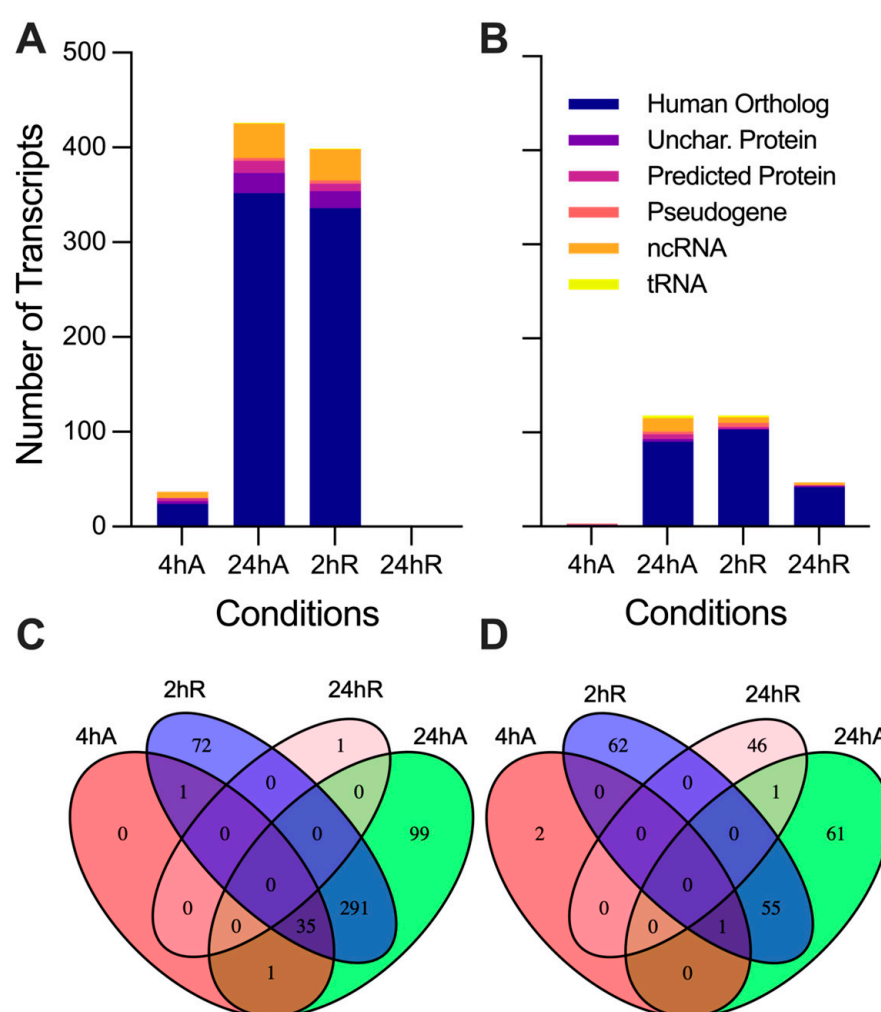 A
B
500
400
300
200
100
0
Number of Transcripts
Human Ortholog
Unchar. Protein
Predicted Protein
Pseudogene
ncRNA
tRNA
4hA 24hA 2hR 24hR
4hA 24hA 2hR 24hR
Conditions
Conditions
C
2hR
24hR
4hA
24hA
72
1
1
0
0
0
0
0
99
0
0
0
35
291
1
D
2hR
24hR
4hA
24hA
62
46
0
0
1
2
0
0
61
0
0
0
1
55
0